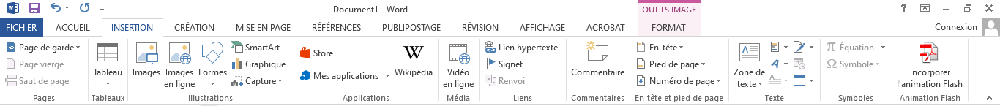 Document1 - Word
OUTILS IMAGE
?
FICHIER ACCUEIL INSERTION CRÉATION MISE EN PAGE RÉFÉRENCES PUBLIPOSTAGE RÉVISION AFFICHAGE ACROBAT FORMAT Connexion
Page de garde
Page vierge
Saut de page
Pages
Tableau
Tableaux
Images
Images
en ligne
Formes
SmartArt
Graphique
Capture
Illustrations
Store
Mes applications
W
Wikipédia
Applications
Vidéo
en ligne
Média
Lien hypertexte
Signet
Renvoi
Liens
Commentaire
Commentaires
En-tête
Pied de page
Numéro de page
En-tête et pied de page
Zone de
texte
Texte
π Équation
Ω Symbole
Symboles
Incorporer
l'animation Flash
Animation Flash